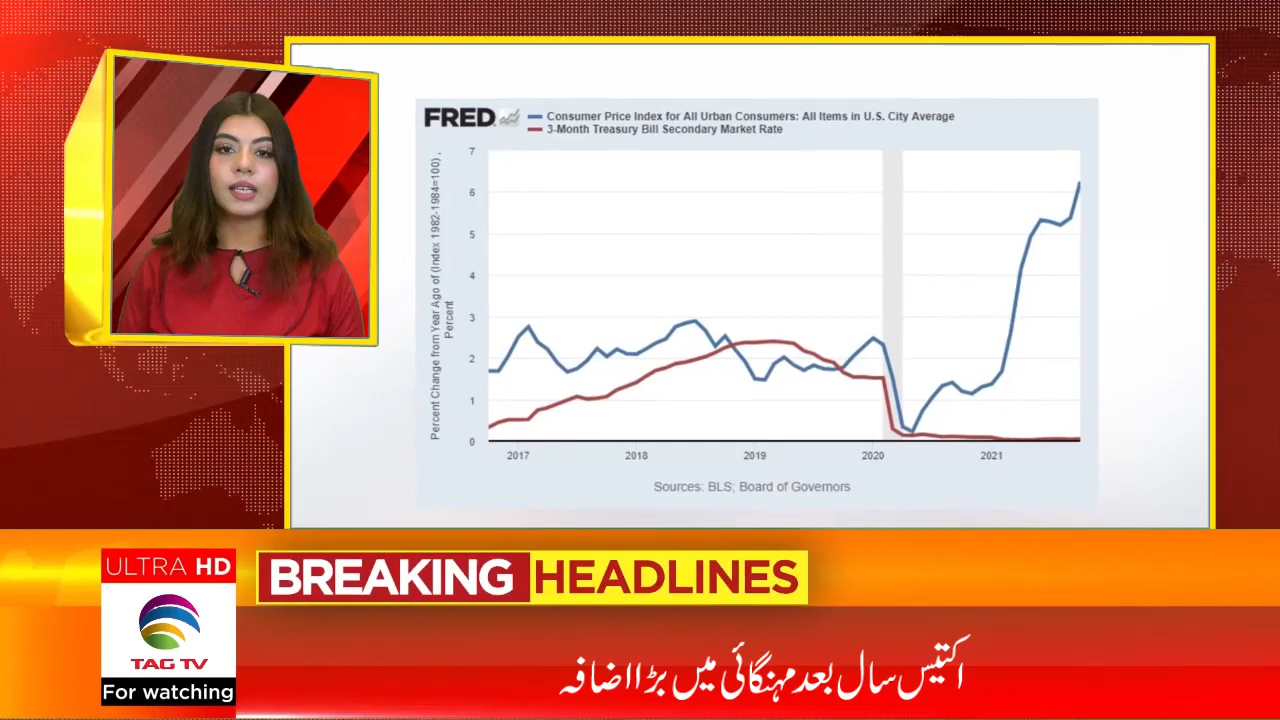 FRED
Consumer Price Index for All Urban Consumers: All Items in U.S. City Average
3-Month Treasury Bill Secondary Market Rate
Percent Change from Year Ago of (Index 1982-1984=100) ,
Percent
7
6
5
4
3
2
1
0
2017 2018 2019 2020 2021
Sources: BLS; Board of Governors
ULTRA HD
TAG TV
For watching
BREAKING HEADLINES
اکتیس سال بعد مہنگائی میں بڑا اضافہ